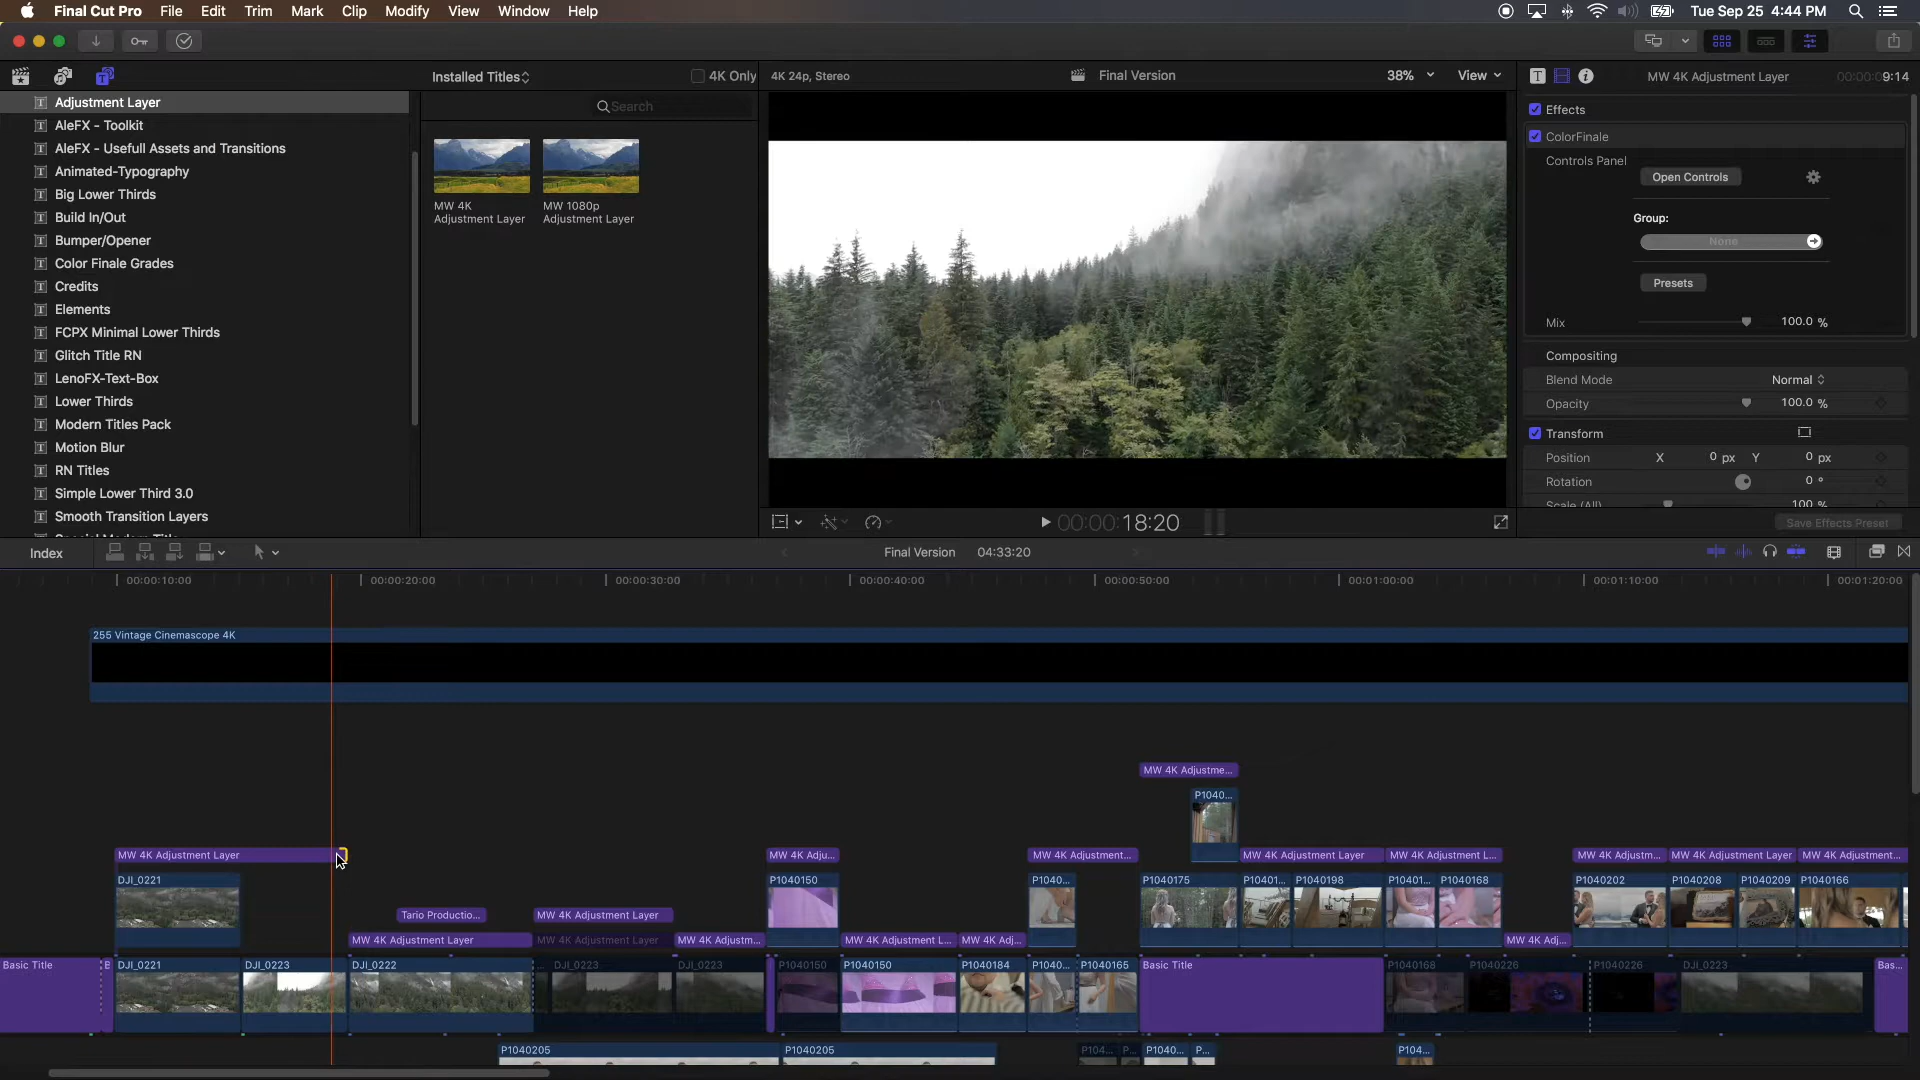 Final Cut Pro File Edit Trim Mark Clip Modify View Window Help Tue Sep 25 4:44 PM
Installed Titles 4K Only 4K 24p, Stereo Final Version 38% View MW 4K Adjustment Layer 00:00:09:14
Adjustment Layer
AleFX - Toolkit
AleFX - Usefull Assets and Transitions
Animated-Typography
Big Lower Thirds
Build In/Out
Bumper/Opener
Color Finale Grades
Credits
Elements
FCPX Minimal Lower Thirds
Glitch Title RN
LenoFX-Text-Box
Lower Thirds
Modern Titles Pack
Motion Blur
RN Titles
Simple Lower Third 3.0
Smooth Transition Layers
Search
MW 4K
Adjustment Layer
MW 1080p
Adjustment Layer
00:00:18:20
Effects
ColorFinale
Controls Panel
Open Controls
Group:
None
Presets
Mix 100.0 %
Compositing
Blend Mode Normal
Opacity 100.0 %
Transform
Position X 0 px Y 0 px
Rotation 0 °
Scale (All) 100 %
Save Effects Preset
Index Final Version 04:33:20
00:00:10:00 00:00:20:00 00:00:30:00 00:00:40:00 00:00:50:00 00:01:00:00 00:01:10:00 00:01:20:00
255 Vintage Cinemascope 4K
MW 4K Adjustme...
P1040...
MW 4K Adjustment Layer MW 4K Adju... MW 4K Adjustment... MW 4K Adjustment Layer MW 4K Adjustment L... MW 4K Adjustm... MW 4K Adjustment Layer MW 4K Adjustment...
DJI_0221 P1040150 P1040... P1040175 P10401... P1040198 P10401... P1040168 P1040202 P1040208 P1040209 P1040166
Tario Productio... MW 4K Adjustment Layer
MW 4K Adjustment Layer MW 4K Adjustment Layer MW 4K Adjustm... MW 4K Adjustment L... MW 4K Adj... MW 4K Adj...
Basic Title B DJI_0221 DJI_0223 DJI_0222 ... DJI_0223 DJI_0223 P1040150 P1040150 P1040184 P1040... P1040165 Basic Title P1040168 P1040226 P1040226 DJI_0223 Bas...
P1040205 P1040205 P104... P... P1040... P... P104...